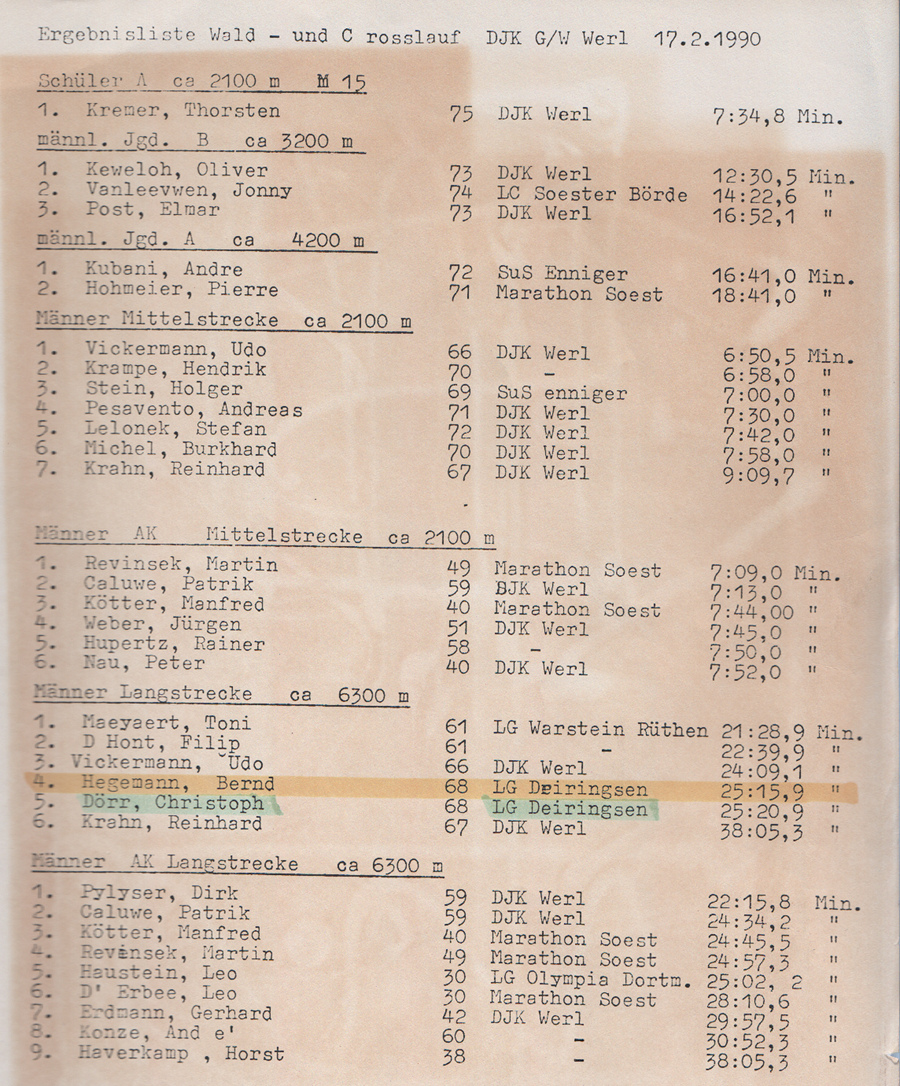 Ergebnisliste Wald - und C rosslauf DJK G/W Werl 17.2.1990
Schüler A ca 2100 m M 15
1. Kremer, Thorsten 75 DJK Werl 7:34,8 Min.
männl. Jgd. B ca 3200 m
1. Keweloh, Oliver 73 DJK Werl 12:30,5 Min.
2. Vanleevwen, Jonny 74 LC Soester Börde 14:22,6 "
3. Post, Elmar 73 DJK Werl 16:52,1 "
männl. Jgd. A ca 4200 m
1. Kubani, Andre 72 SuS Enniger 16:41,0 Min.
2. Hohmeier, Pierre 71 Marathon Soest 18:41,0 "
Männer Mittelstrecke ca 2100 m
1. Vickermann, Udo 66 DJK Werl 6:50,5 Min.
2. Krampe, Hendrik 70 - 6:58,0 "
3. Stein, Holger 69 SuS enniger 7:00,0 "
4. Pesavento, Andreas 71 DJK Werl 7:30,0 "
5. Lelonek, Stefan 72 DJK Werl 7:42,0 "
6. Michel, Burkhard 70 DJK Werl 7:58,0 "
7. Krahn, Reinhard 67 DJK Werl 9:09,7 "
Männer AK Mittelstrecke ca 2100 m
1. Revinsek, Martin 49 Marathon Soest 7:09,0 Min.
2. Caluwe, Patrik 59 BJK Werl 7:13,0 "
3. Kötter, Manfred 40 Marathon Soest 7:44,00 "
4. Weber, Jürgen 51 DJK Werl 7:45,0 "
5. Hupertz, Rainer 58 - 7:50,0 "
6. Nau, Peter 40 DJK Werl 7:52,0 "
Männer Langstrecke ca 6300 m
1. Maeyaert, Toni 61 LG Warstein Rüthen 21:28,9 Min.
2. D Hont, Filip 61 - 22:39,9 "
3. Vickermann, Udo 66 DJK Werl 24:09,1 "
4. Hegemann, Bernd 68 LG Deiringsen 25:15,9 "
5. Dörr, Christoph 68 LG Deiringsen 25:20,9 "
6. Krahn, Reinhard 67 DJK Werl 38:05,3 "
Männer AK Langstrecke ca 6300 m
1. Pylyser, Dirk 59 DJK Werl 22:15,8 Min.
2. Caluwe, Patrik 59 DJK Werl 24:34,2 "
3. Kötter, Manfred 40 Marathon Soest 24:45,5 "
4. Revinsek, Martin 49 Marathon Soest 24:57,3 "
5. Haustein, Leo 30 LG Olympia Dortm. 25:02, 2 "
6. D' Erbee, Leo 30 Marathon Soest 28:10,6 "
7. Erdmann, Gerhard 42 DJK Werl 29:57,5 "
8. Konze, And e' 60 - 30:52,3 "
9. Haverkamp , Horst 38 - 38:05,3 "